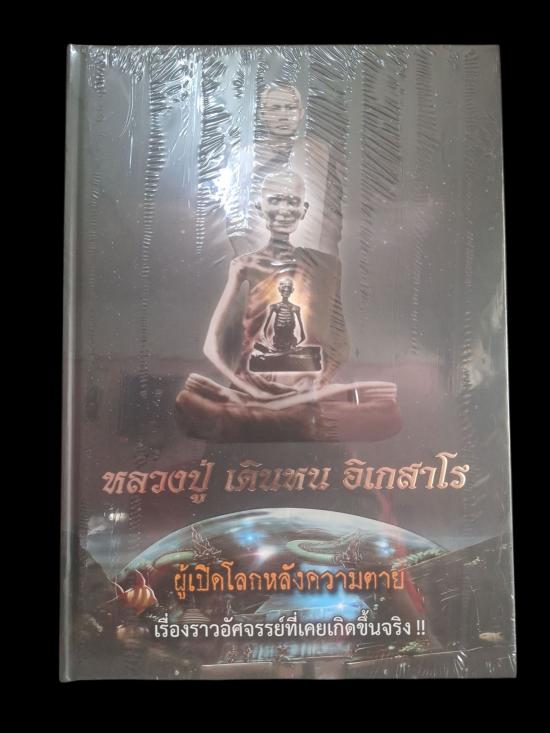 หลวงปู่ เดินหน อิเกสาโร
ผู้เปิดโลกหลังความตาย
เรื่องราวอัศจรรย์ที่เคยเกิดขึ้นจริง !!